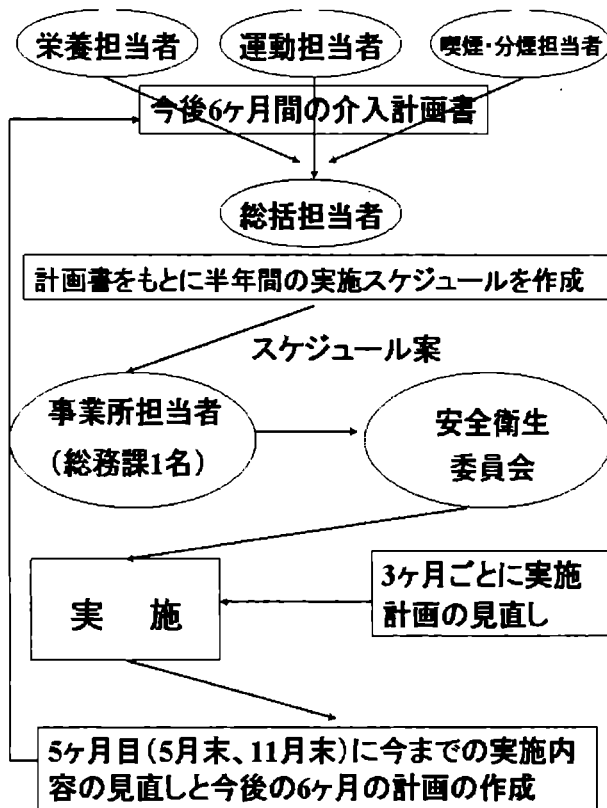 栄養担当者
運動担当者
喫煙・分煙担当者
今後6ヶ月間の介入計画書
総括担当者
計画書をもとに半年間の実施スケジュールを作成
スケジュール案
事業所担当者
(総務課1名)
安全衛生
委員会
実　施
3ヶ月ごとに実施
計画の見直し
5ヶ月目(5月末、11月末)に今までの実施内
容の見直しと今後の6ヶ月の計画の作成